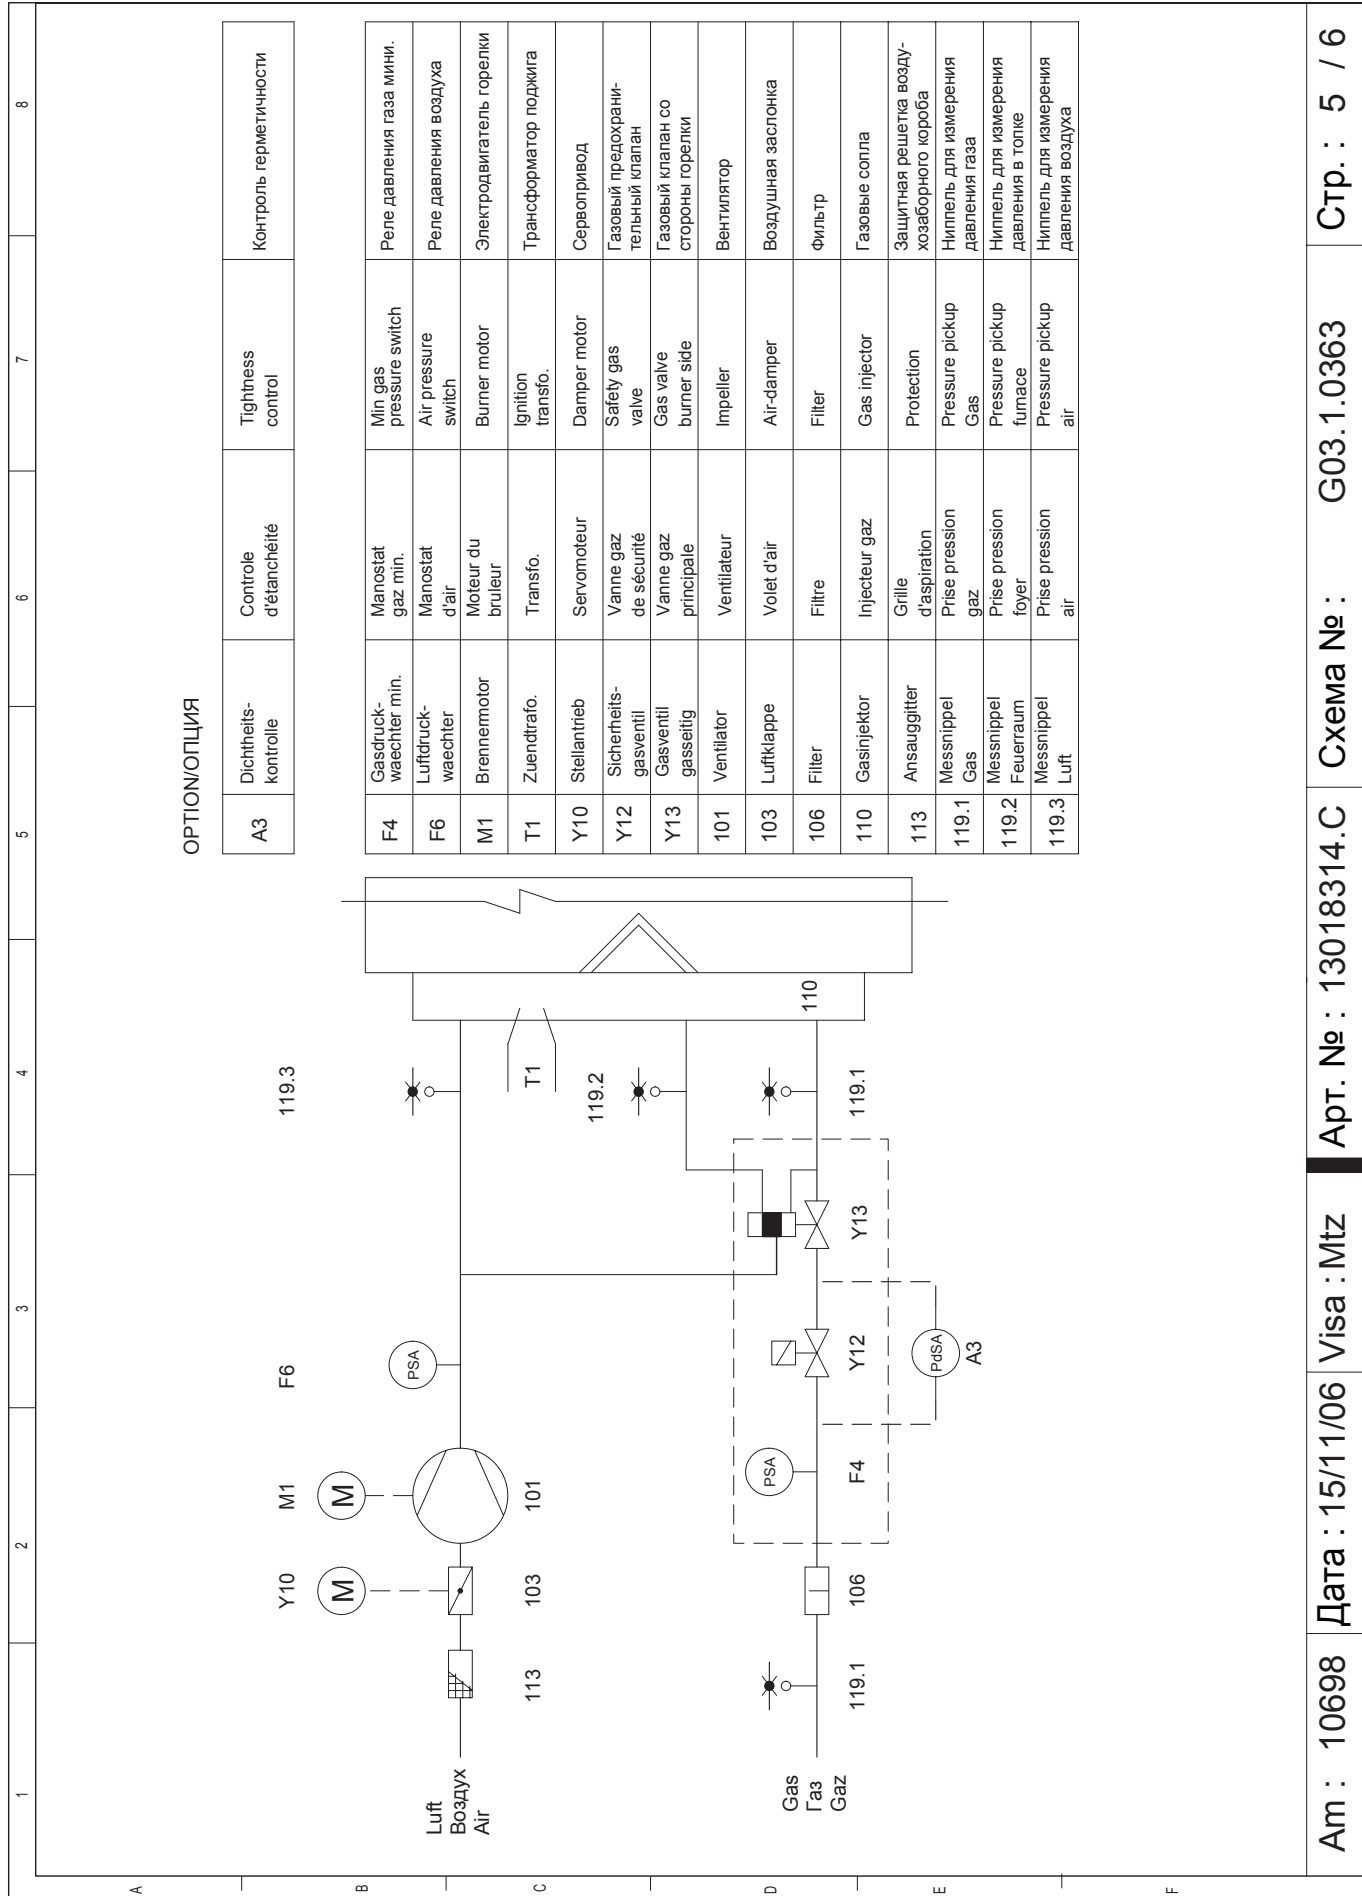 1 2 3 4 5 6 7 8
A
B
C
D
E
F
OPTION/ОПЦИЯ
A3
Dichtheits-
kontrolle
Controle
d'étanchéité
Tightness
control
Контроль герметичности
F4
Gasdruck-
waechter min.
Manostat
gaz min.
Min gas
pressure switch
Реле давления газа мини.
F6
Luftdruck-
waechter
Manostat
d'air
Air pressure
switch
Реле давления воздуха
M1
Brennemotor
Moteur du
bruleur
Burner motor
Электродвигатель горелки
T1
Zuendtrafo.
Transfo.
Ignition
transfo.
Трансформатор поджига
Y10
Stellantrieb
Servomoteur
Damper motor
Сервопривод
Y12
Sicherheits-
gasventil
Vanne gaz
de sécurité
Safety gas
valve
Газовый предохрани-
тельный клапан
Y13
Gasventil
gasseitig
Vanne gaz
principale
Gas valve
burner side
Газовый клапан со
стороны горелки
101
Ventilator
Ventilateur
Impeller
Вентилятор
103
Luftklappe
Volet d'air
Air-damper
Воздушная заслонка
106
Filter
Filtre
Filter
Фильтр
110
Gasinjektor
Injecteur gaz
Gas injector
Газовые сопла
113
Ansauggitter
Grille
d'aspiration
Protection
Защитная решетка возду-
хозаборного короба
119.1
Messnippel
Gas
Prise pression
gaz
Pressure pickup
Gas
Ниппель для измерения
давления газа
119.2
Messnippel
Feuerraum
Prise pression
foyer
Pressure pickup
furnace
Ниппель для измерения
давления в топке
119.3
Messnippel
Luft
Prise pression
air
Pressure pickup
air
Ниппель для измерения
давления воздуха
Y10
M1
F6
119.3
M
M
PSA
Luft
Воздух
Air
113
103
101
T1
119.2
110
Gas
Газ
Gaz
PSA
119.1
106
F4
Y12
Y13
119.1
PdSA
A3
Am : 10698
Дата : 15/11/06
Visa : Mtz
Арт. № : 13018314.C
Схема № : G03.1.0363
Стр. : 5 / 6